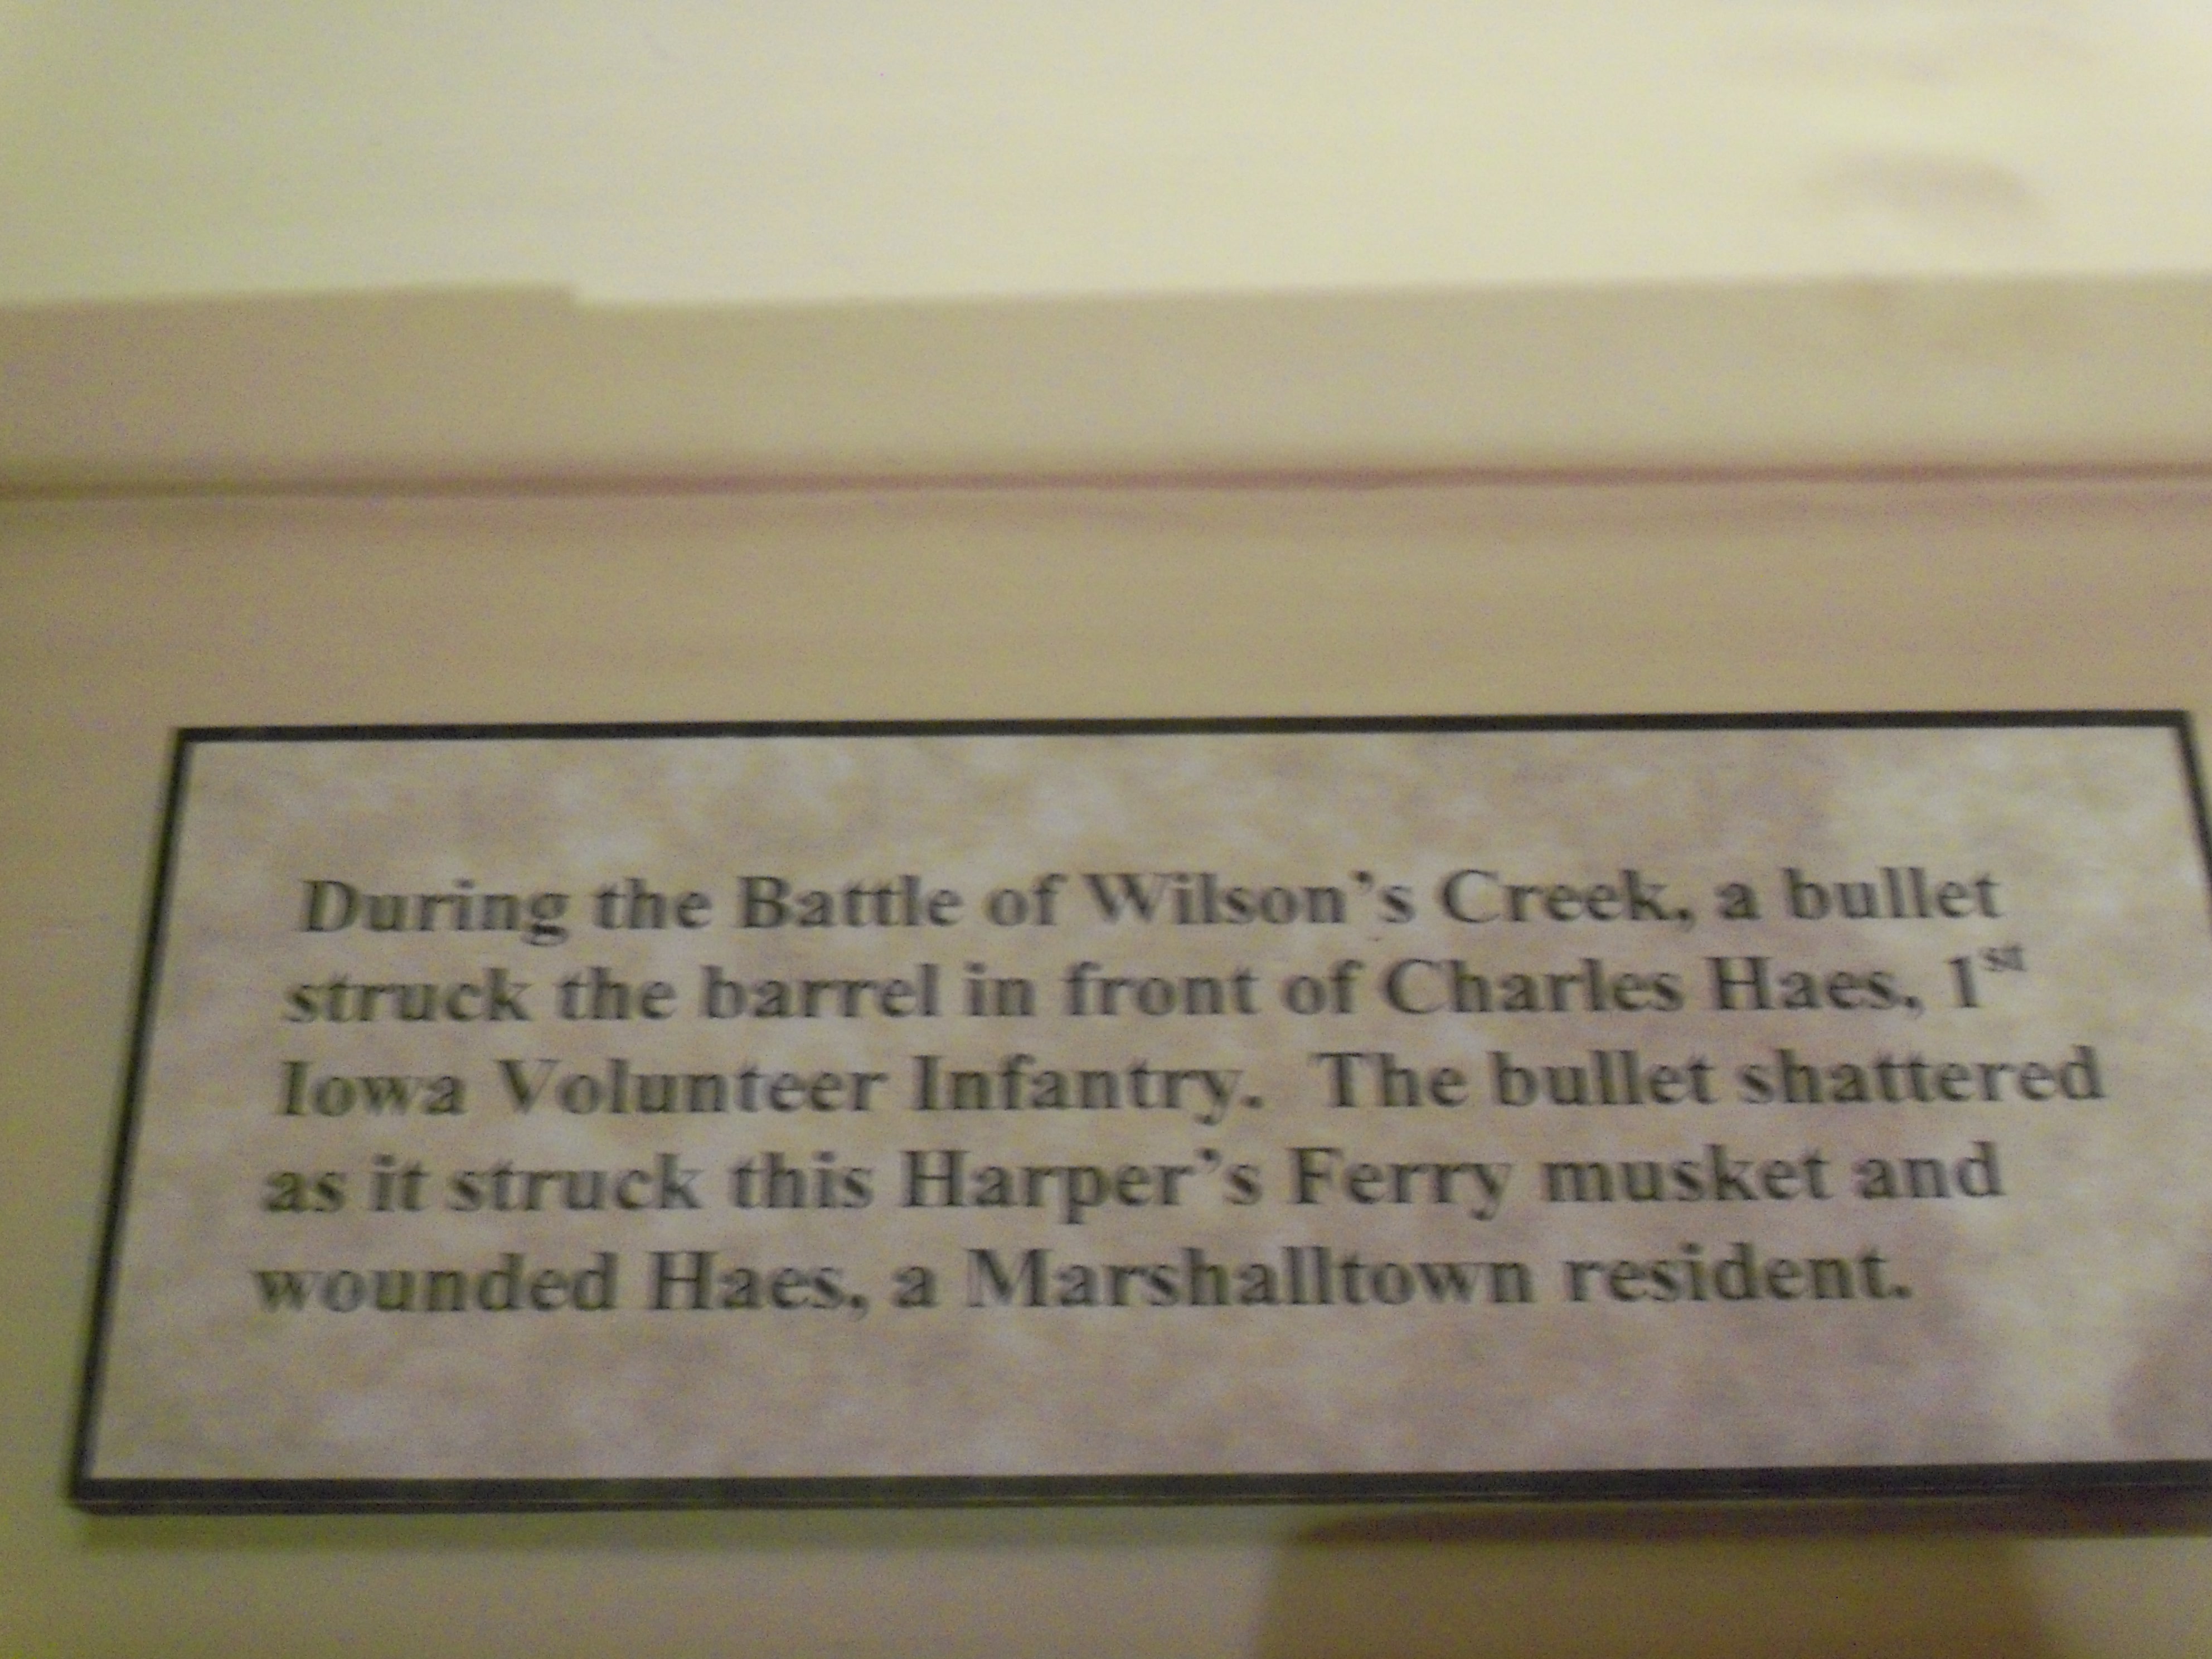 During the Battle of Wilson's Creek, a bullet
struck the barrel in front of Charles Haes, 1st
Iowa Volunteer Infantry. The bullet shattered
as it struck this Harper's Ferry musket and
wounded Haes, a Marshalltown resident.